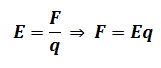 E = F/q ⇒ F = Eq